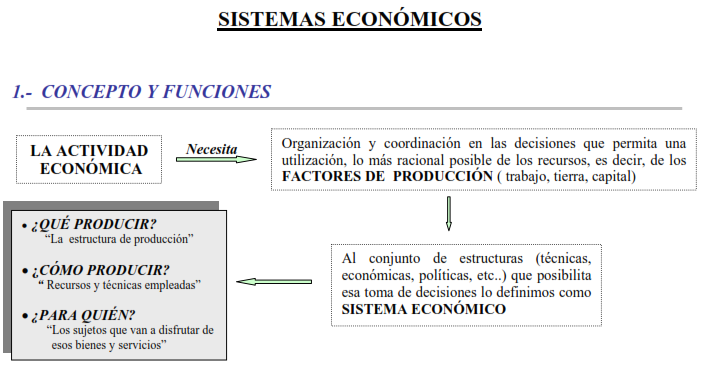 SISTEMAS ECONÓMICOS
1.- CONCEPTO Y FUNCIONES
LA ACTIVIDAD
ECONÓMICA
Necesita
Organización y coordinación en las decisiones que permita una
utilización, lo más racional posible de los recursos, es decir, de los
FACTORES DE PRODUCCIÓN ( trabajo, tierra, capital)
Al conjunto de estructuras (técnicas,
económicas, políticas, etc..) que posibilita
esa toma de decisiones lo definimos como
SISTEMA ECONÓMICO
• ¿QUÉ PRODUCIR?
“La estructura de producción”
• ¿CÓMO PRODUCIR?
“ Recursos y técnicas empleadas”
• ¿PARA QUIÉN?
“Los sujetos que van a disfrutar de
esos bienes y servicios”